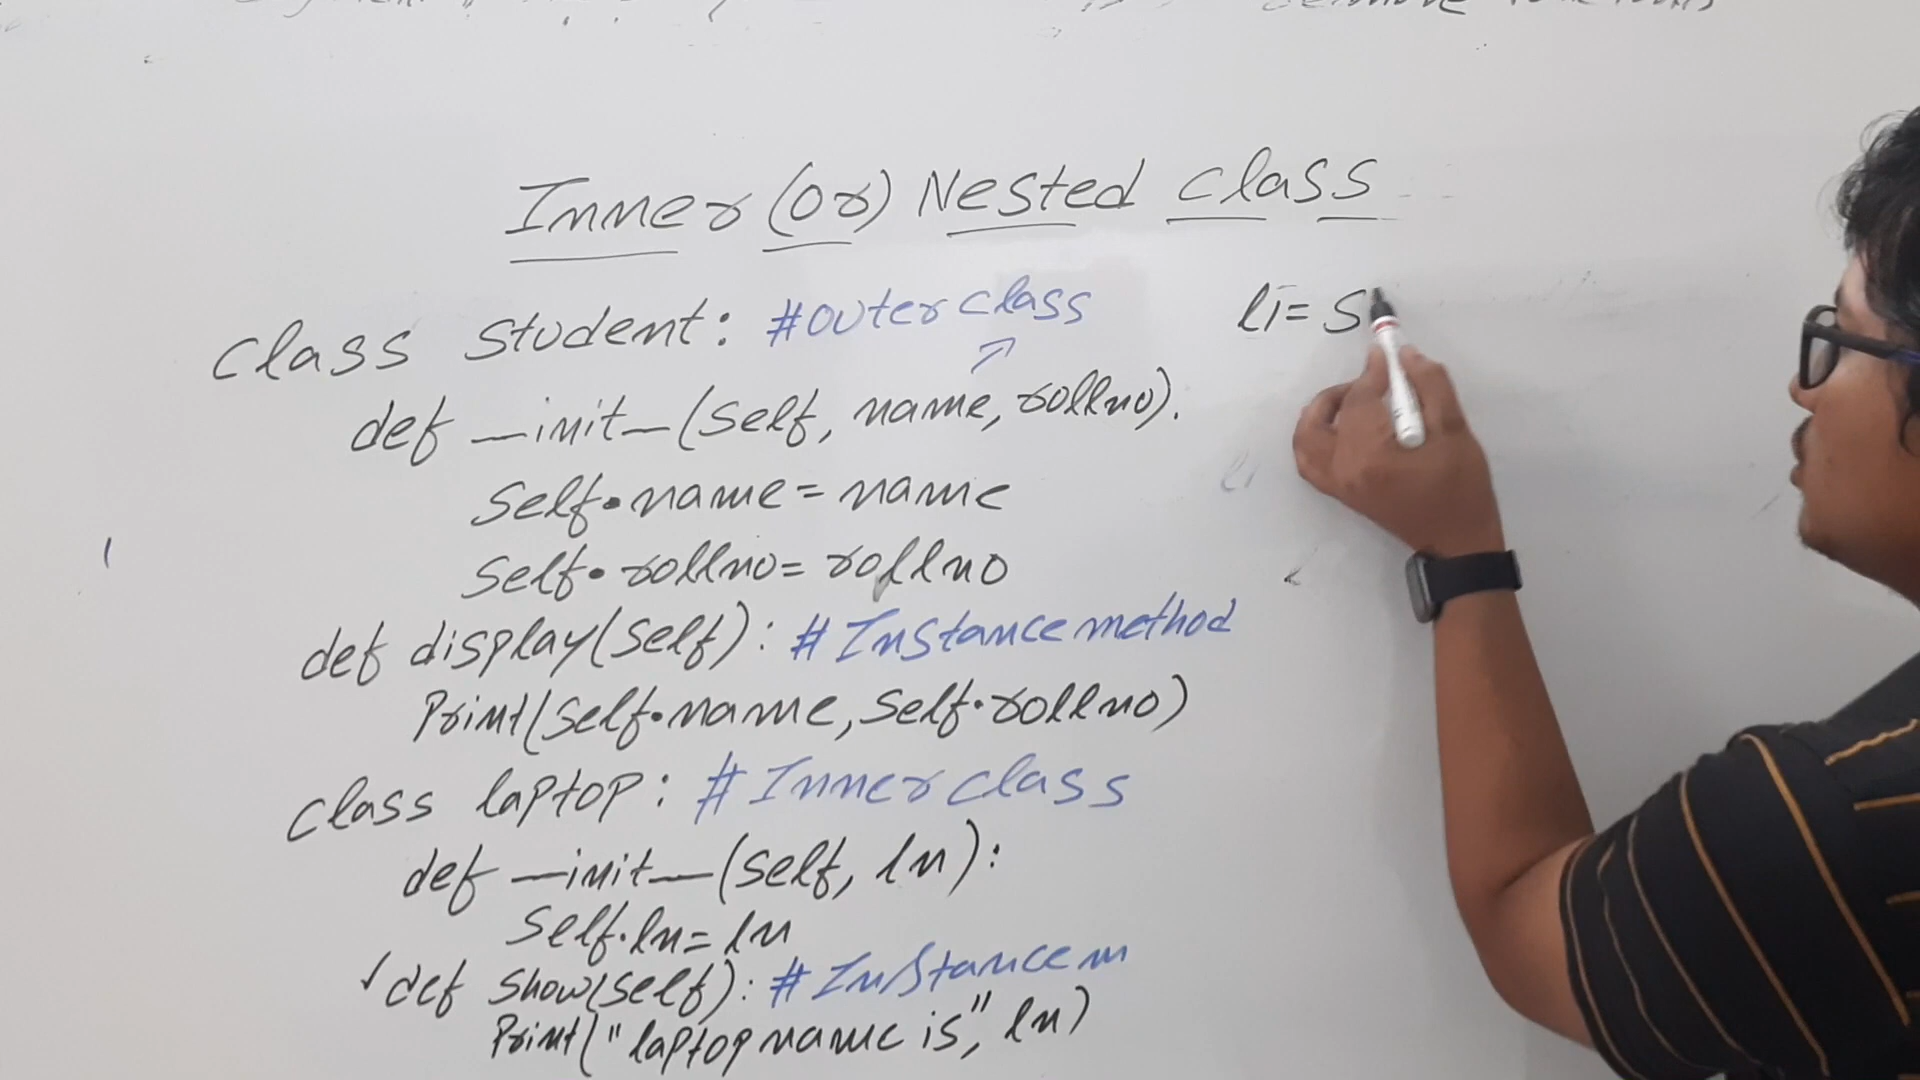 Inner (or) Nested class
class student: #outer class
def __init__(self, name, rollno).
self.name = name
self.rollno = rollno
def display(self): # Instance method
Print(self.name, self.rollno)
class laptop: # Inner class
def __init__(self, ln):
self.ln = ln
def show(self): # Instance m
Print("laptop name is", ln)
li= S